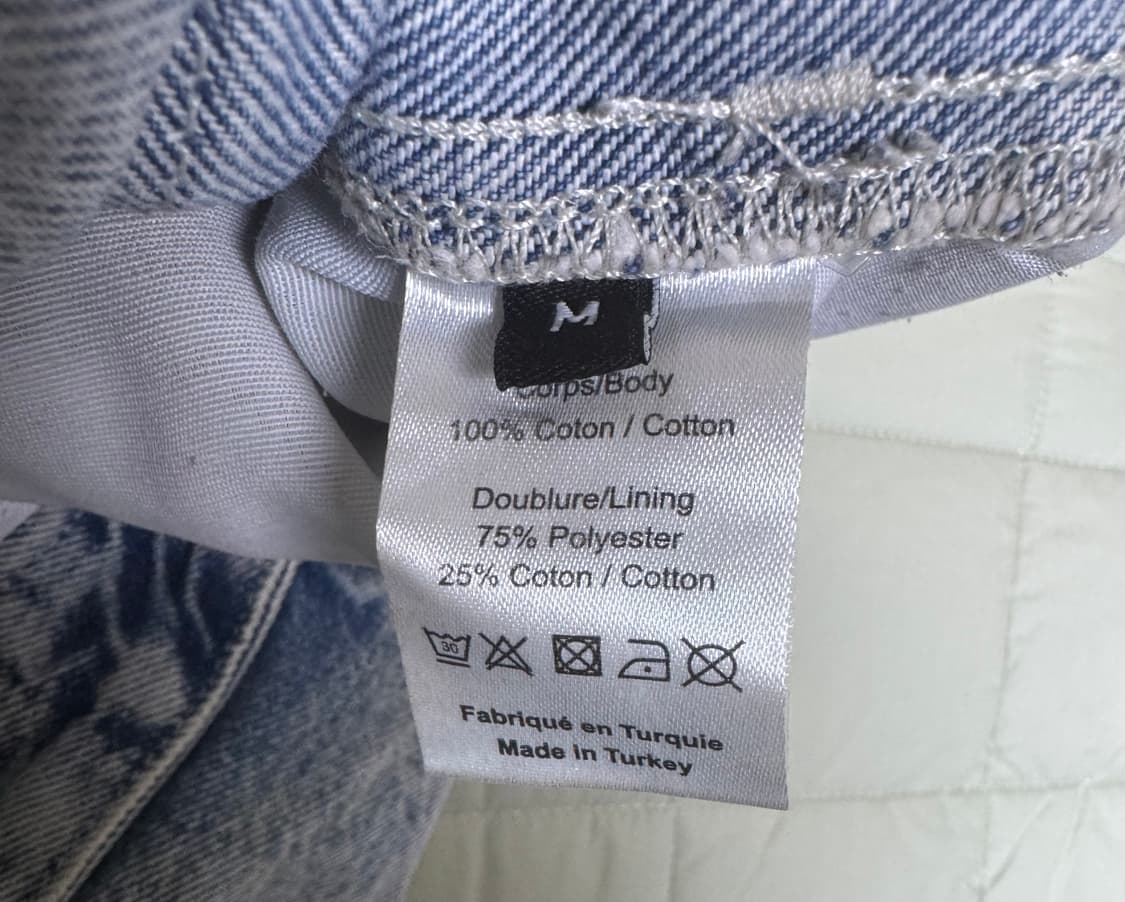 M
Corps/Body
100% Coton / Cotton
Doublure/Lining
75% Polyester
25% Coton / Cotton
30
Fabriqué en Turquie
Made In Turkey